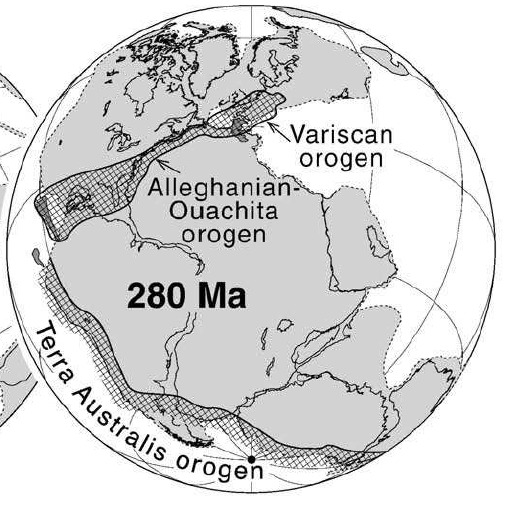 Variscan
orogen
Alleghanian-
Ouachita
orogen
280 Ma
Terra Australis orogen